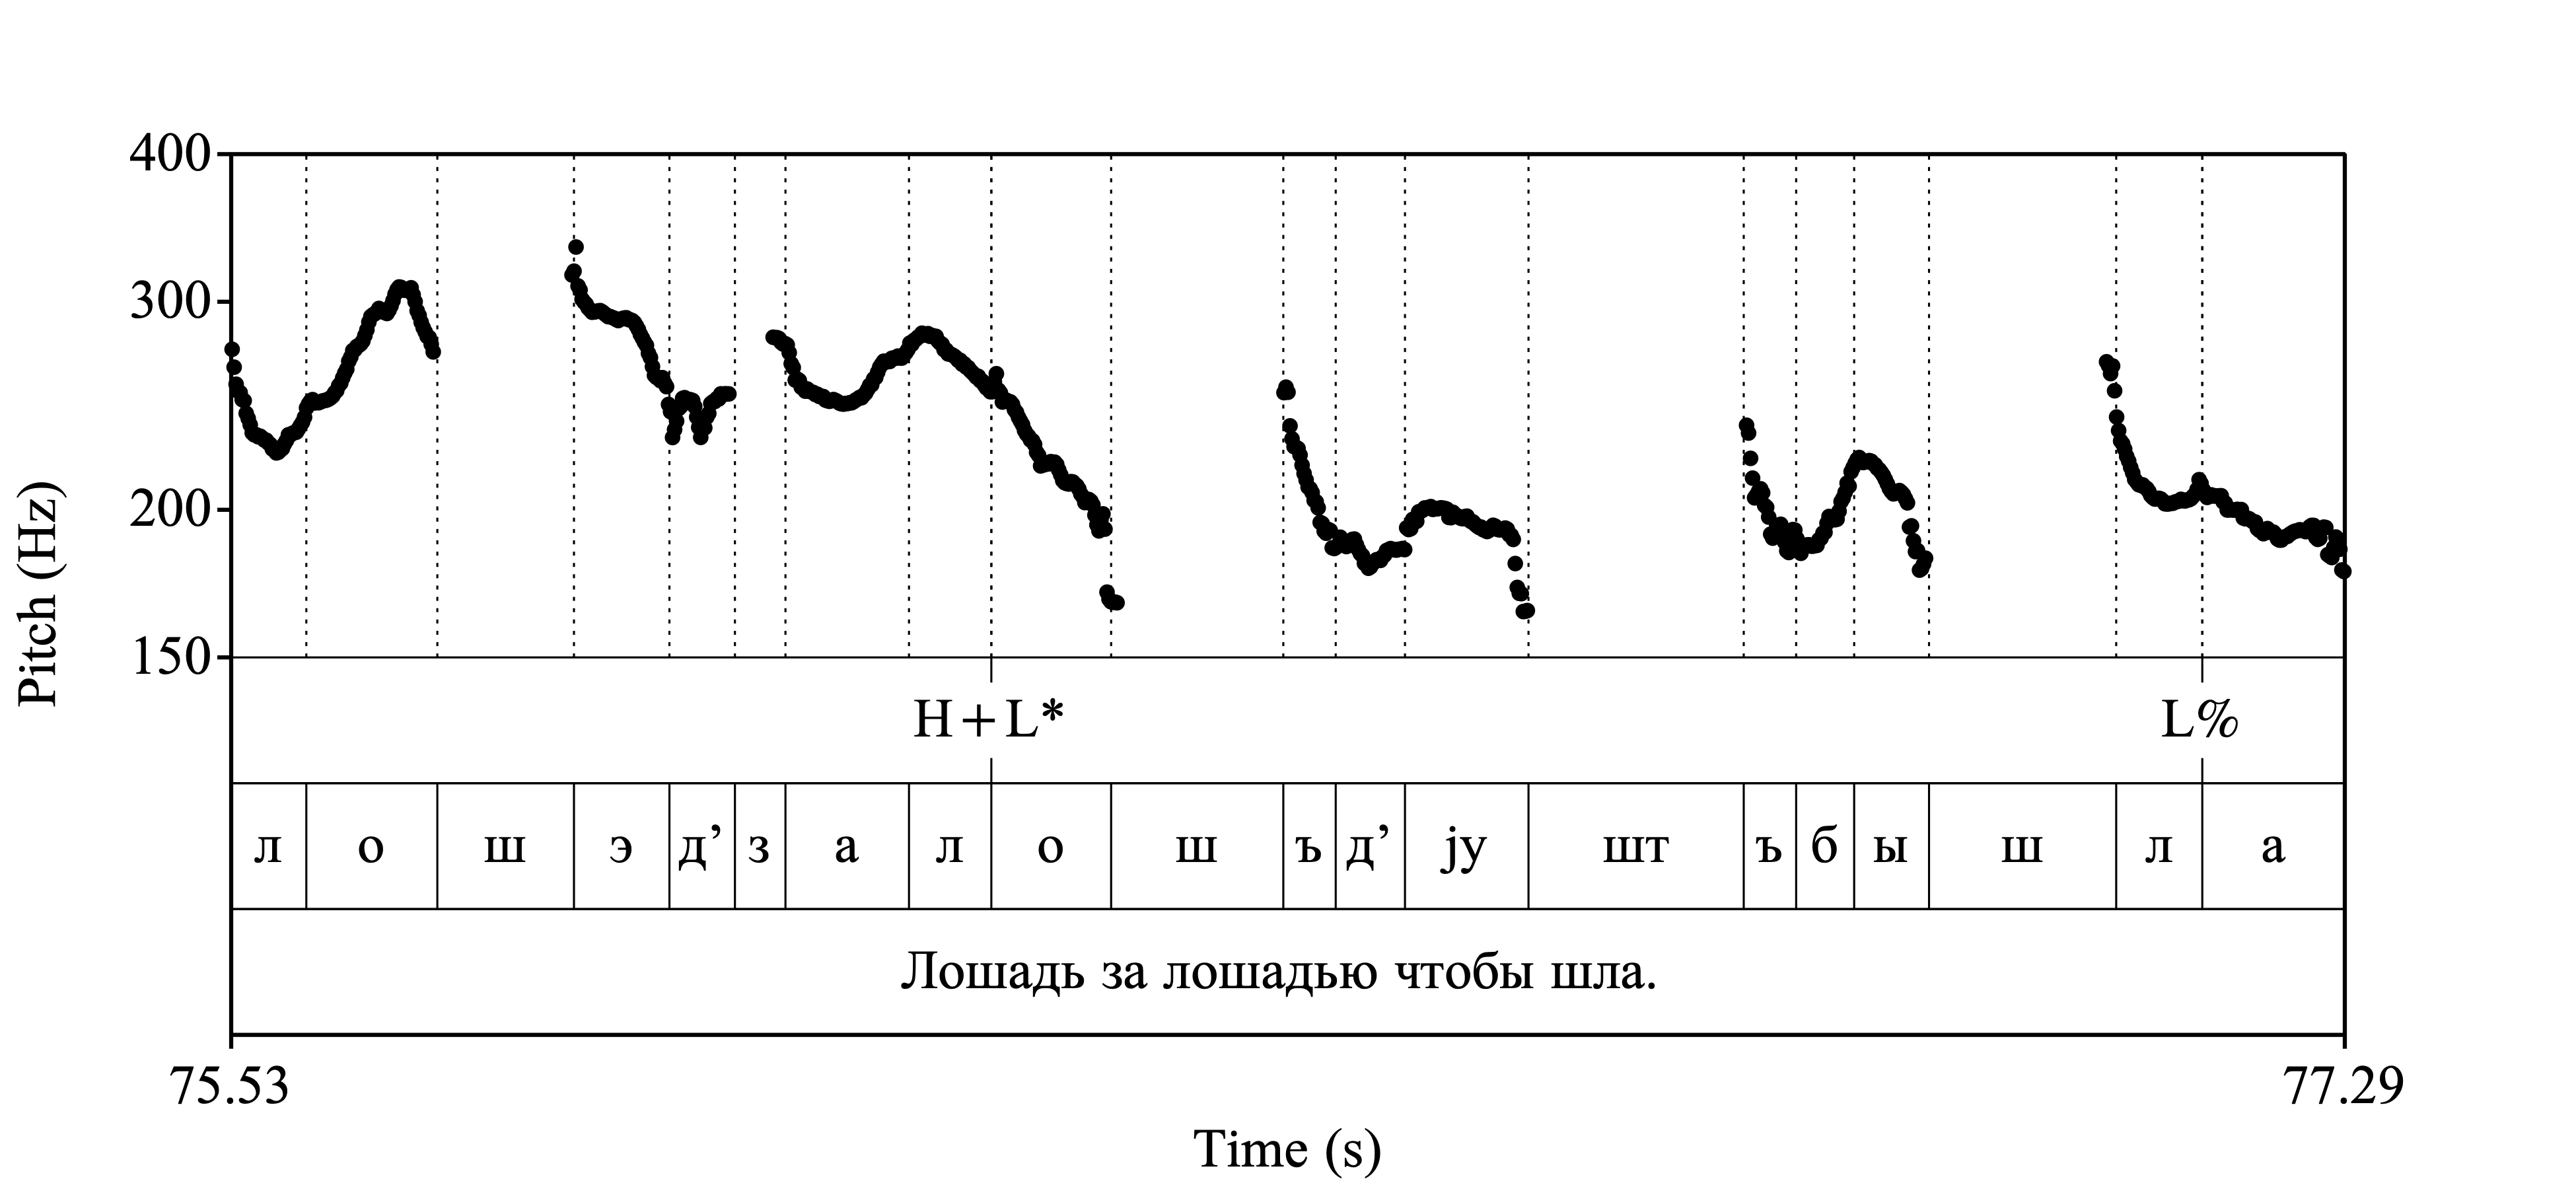 400
300
200
150
Pitch (Hz)
H+L* L%
л о ш э д’ з а л о ш ъ д’ jу шт ъ б ы ш л а
Лошадь за лошадью чтобы шла.
75.53 77.29
Time (s)